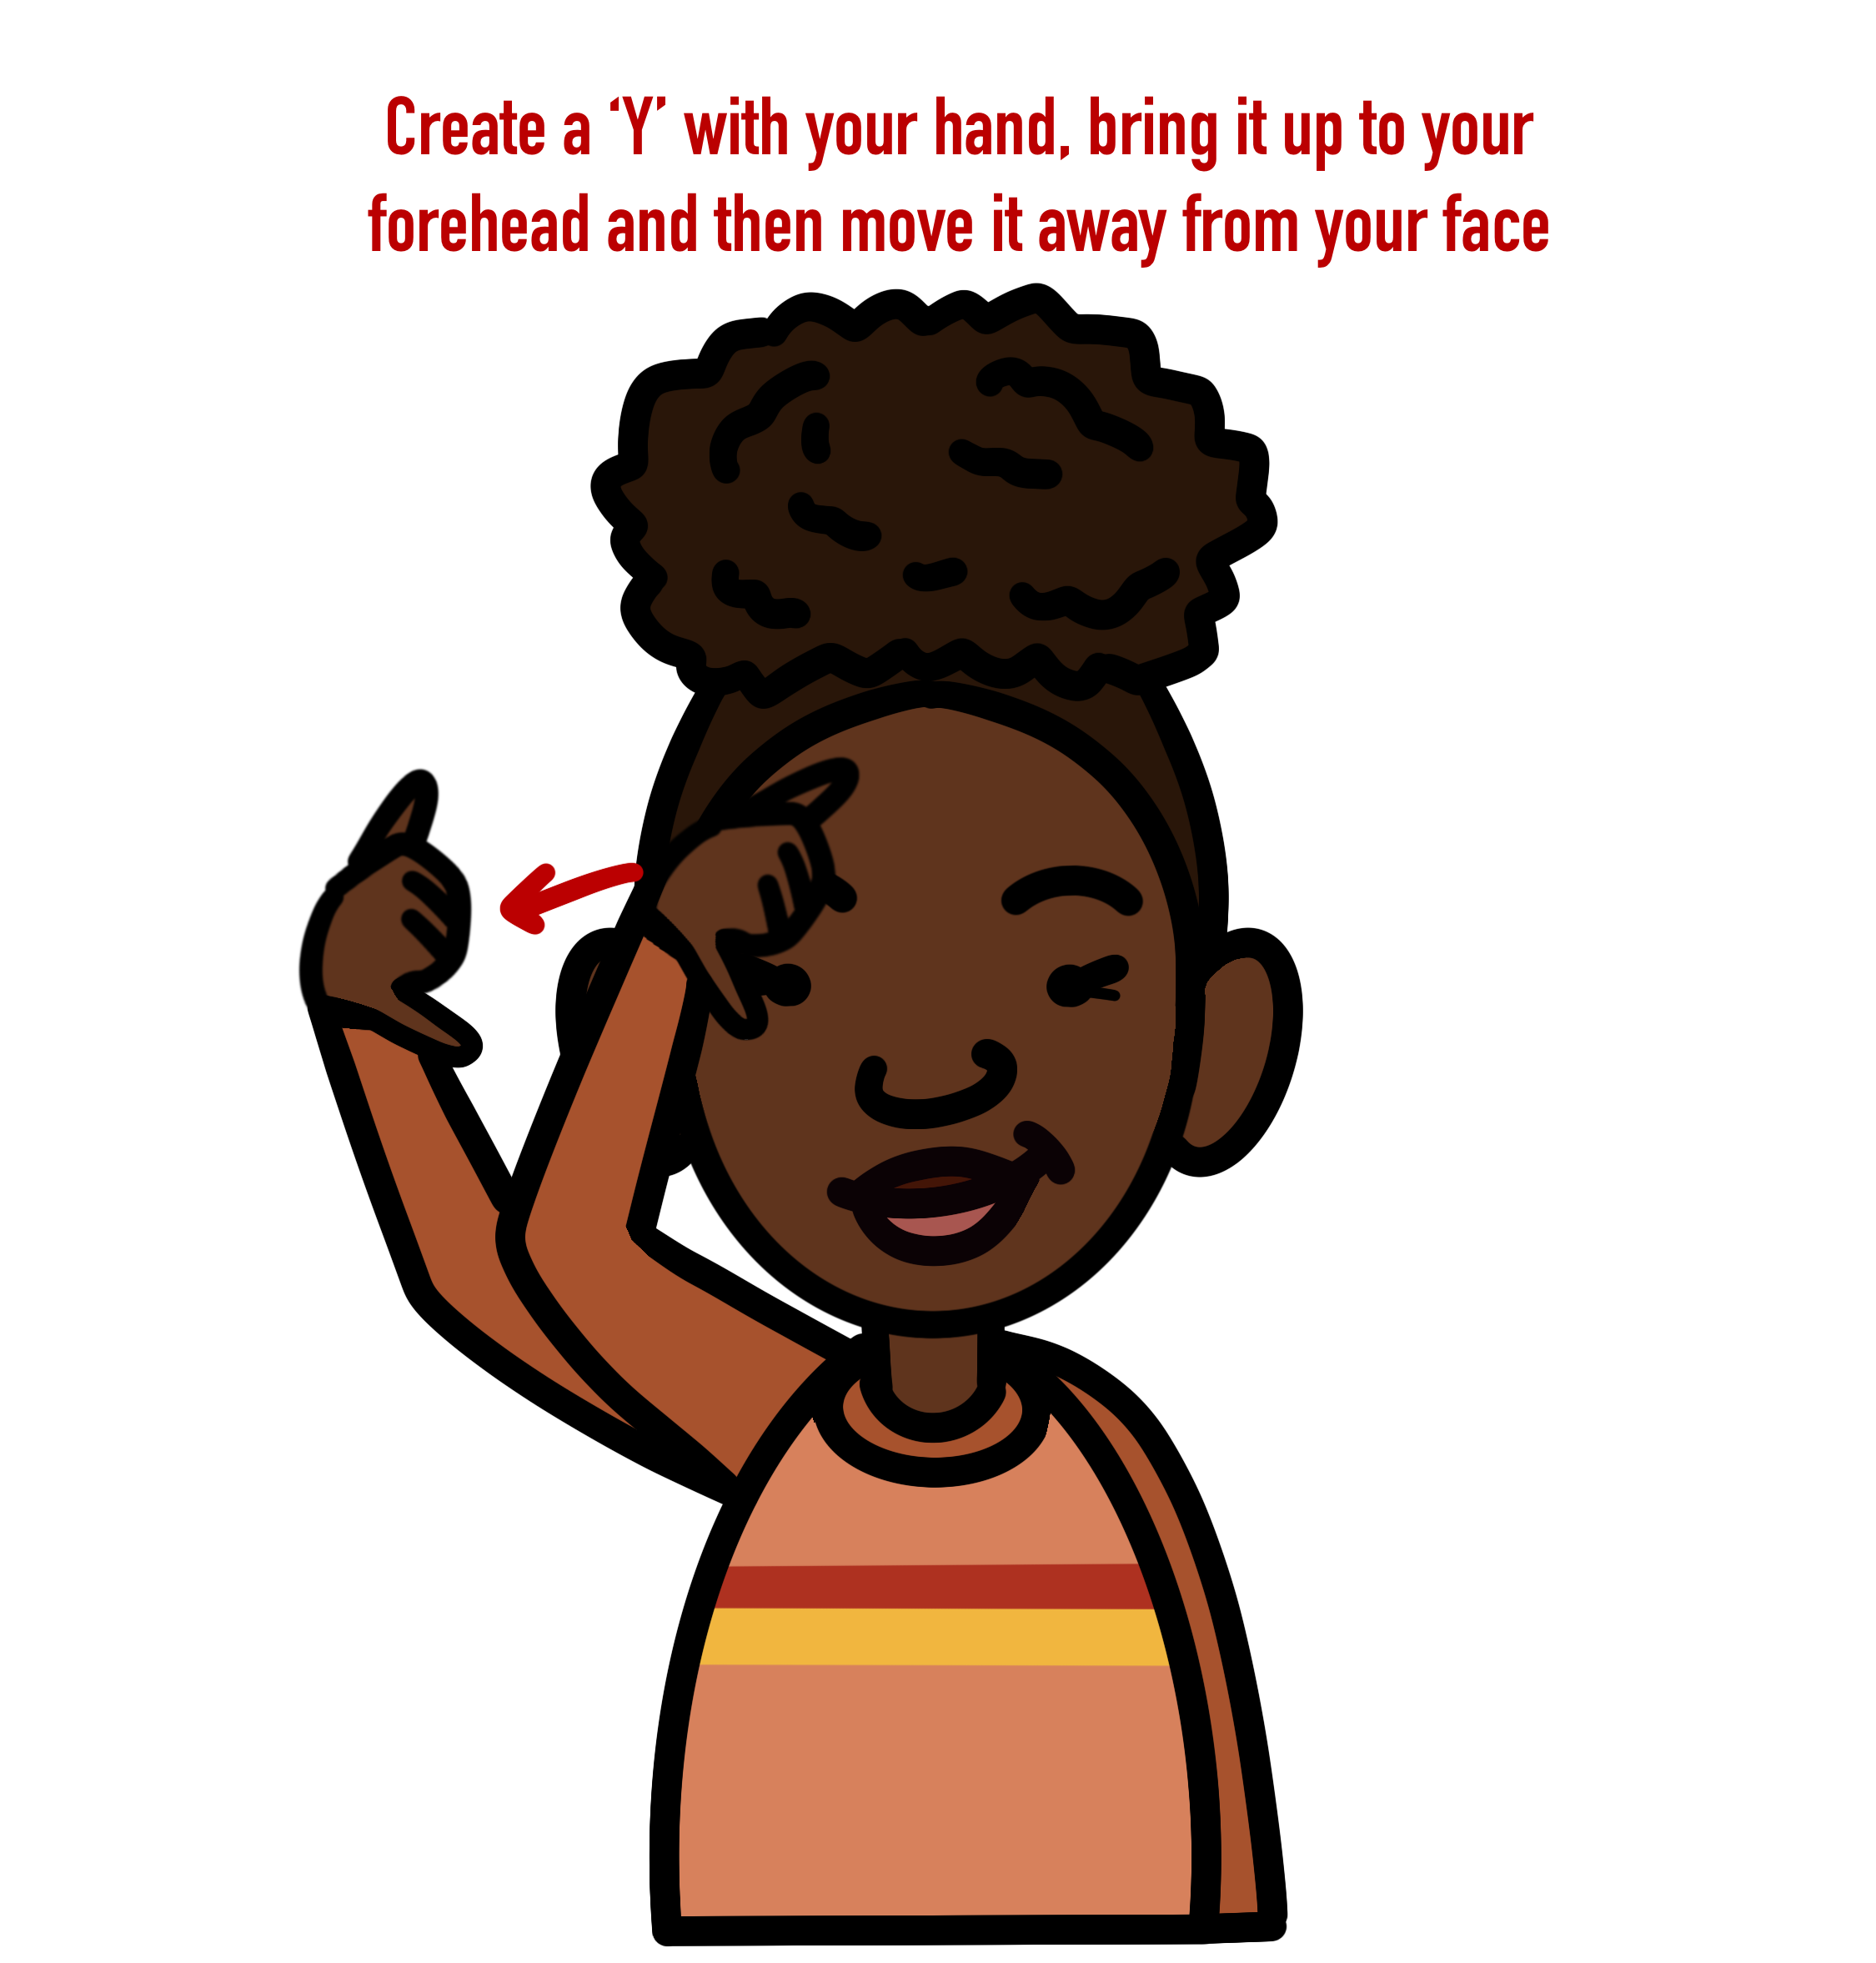 Create a 'Y' with your hand, bring it up to your
forehead and then move it away from your face